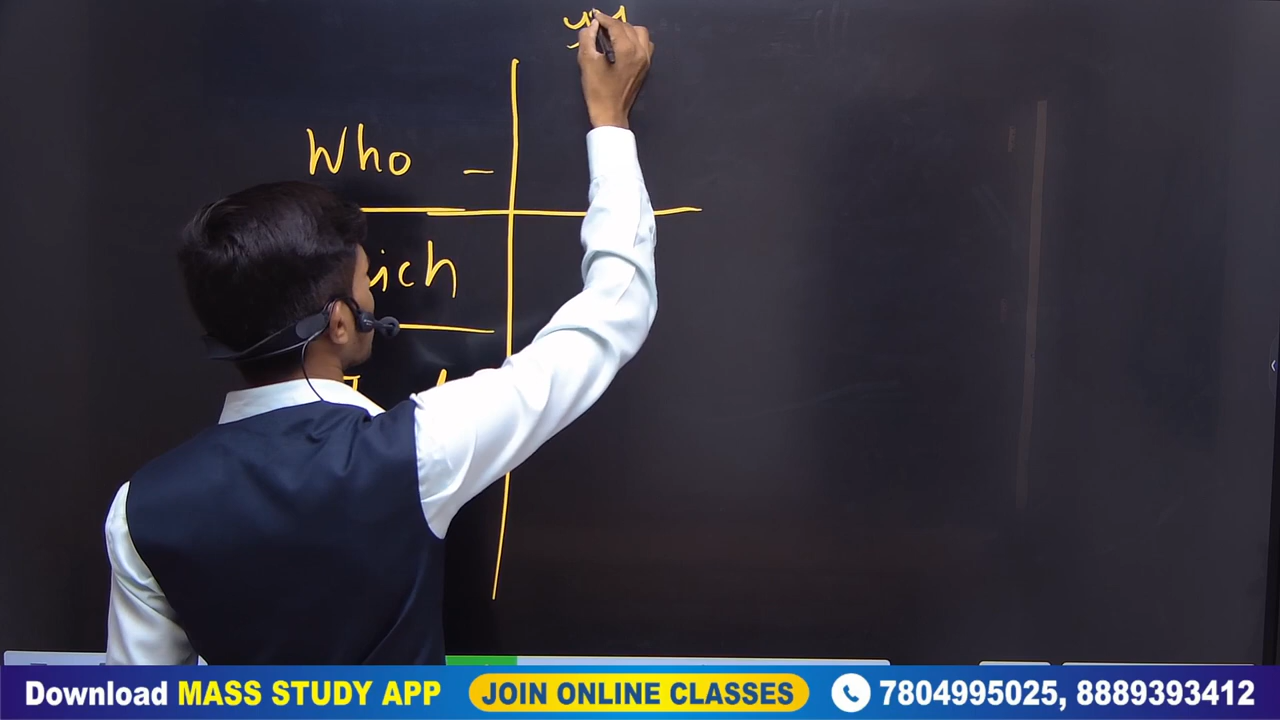 Who -
ich
Download MASS STUDY APP JOIN ONLINE CLASSES 7804995025, 8889393412